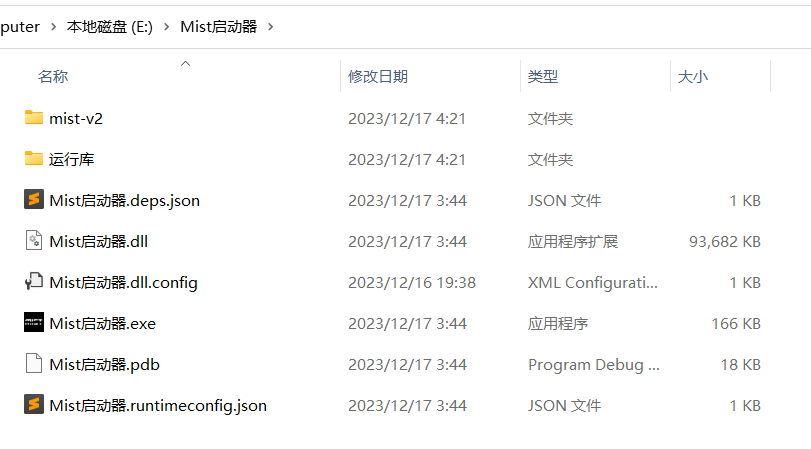 puter > 本地磁盘 (E:) > Mist启动器 >
名称 修改日期 类型 大小
mist-v2 2023/12/17 4:21 文件夹
运行库 2023/12/17 4:21 文件夹
Mist启动器.deps.json 2023/12/17 3:44 JSON 文件 1 KB
Mist启动器.dll 2023/12/17 3:44 应用程序扩展 93,682 KB
Mist启动器.dll.config 2023/12/16 19:38 XML Configurati... 1 KB
Mist启动器.exe 2023/12/17 3:44 应用程序 166 KB
Mist启动器.pdb 2023/12/17 3:44 Program Debug ... 18 KB
Mist启动器.runtimeconfig.json 2023/12/17 3:44 JSON 文件 1 KB